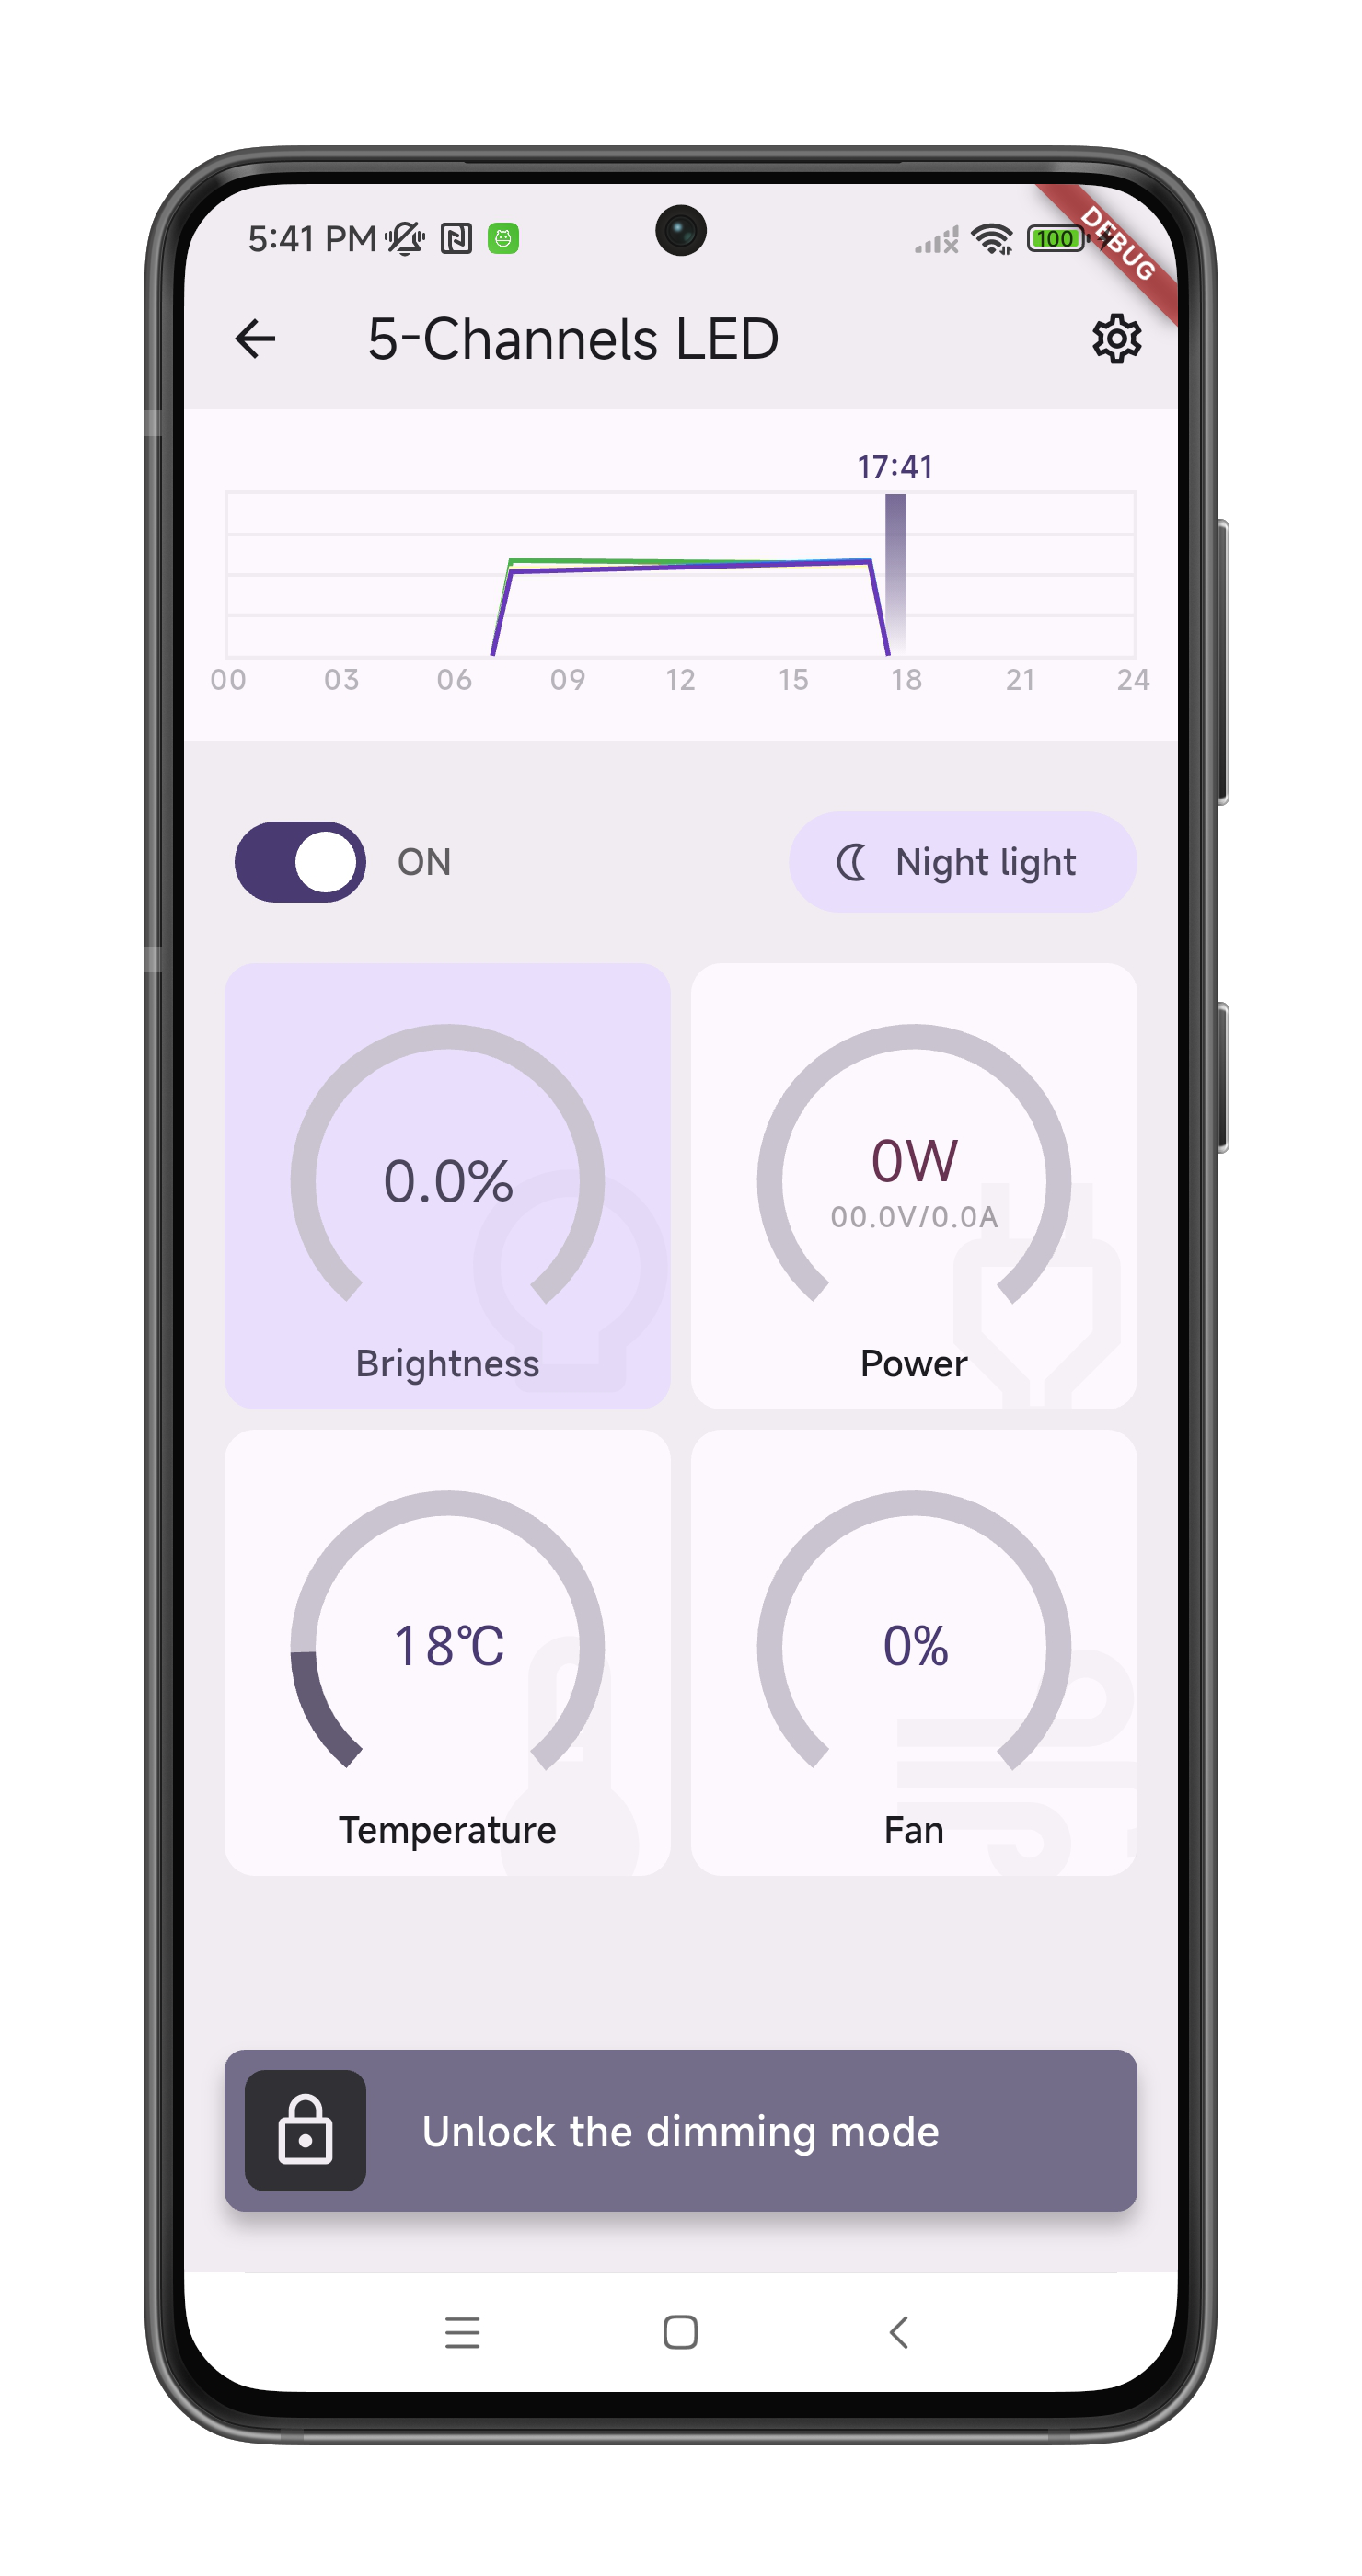 5:41 PM
100
DEBUG
5-Channels LED
17:41
00 03 06 09 12 15 18 21 24
ON
Night light
0.0%
Brightness
0W
00.0V/0.0A
Power
18℃
Temperature
0%
Fan
Unlock the dimming mode